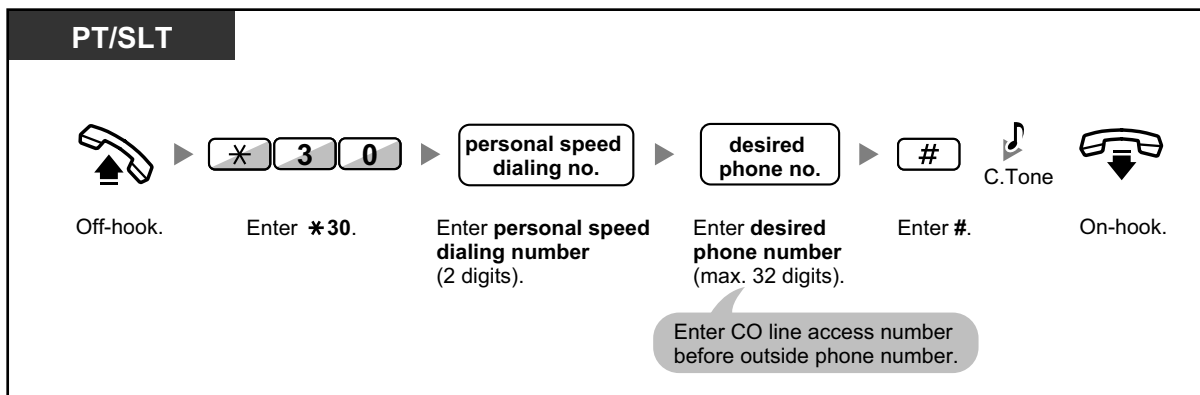 PT/SLT
✳ 3 0
personal speed
dialing no.
desired
phone no.
#
C.Tone
Off-hook.
Enter ✳30.
Enter personal speed
dialing number
(2 digits).
Enter desired
phone number
(max. 32 digits).
Enter #.
On-hook.
Enter CO line access number
before outside phone number.